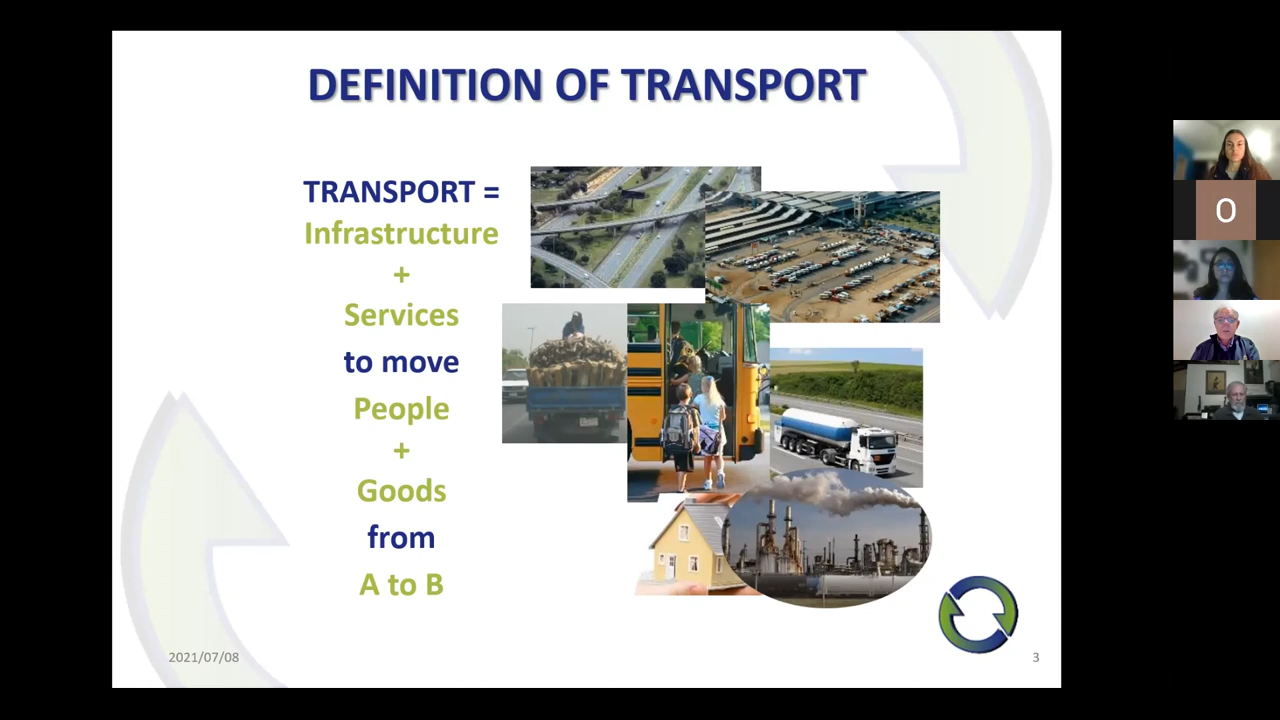 DEFINITION OF TRANSPORT
TRANSPORT =
Infrastructure
+
Services
to move
People
+
Goods
from
A to B
2021/07/08
3
O